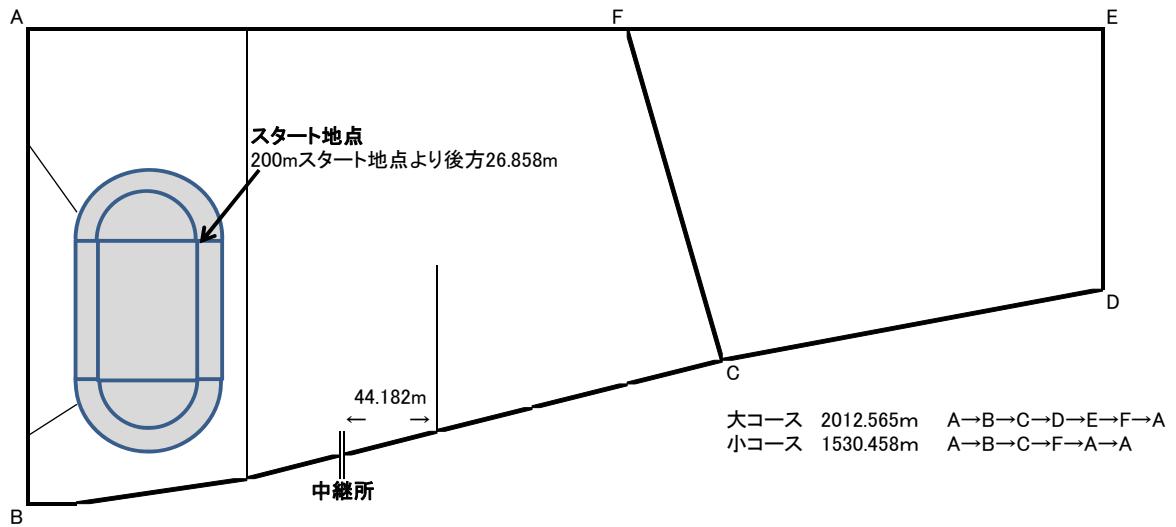 A
F
E
スタート地点
200mスタート地点より後方26.858m
D
C
44.182m
← →
大コース 2012.565m A→B→C→D→E→F→A
小コース 1530.458m A→B→C→F→A→A
中継所
B